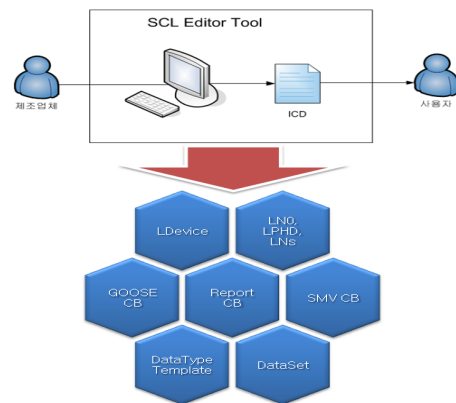 SCL Editor Tool
제조업체
ICD
사용자
LDevice
LN0,
LPHD,
LNs
GOOSE
CB
Report
CB
SMV CB
DataType
Template
DataSet